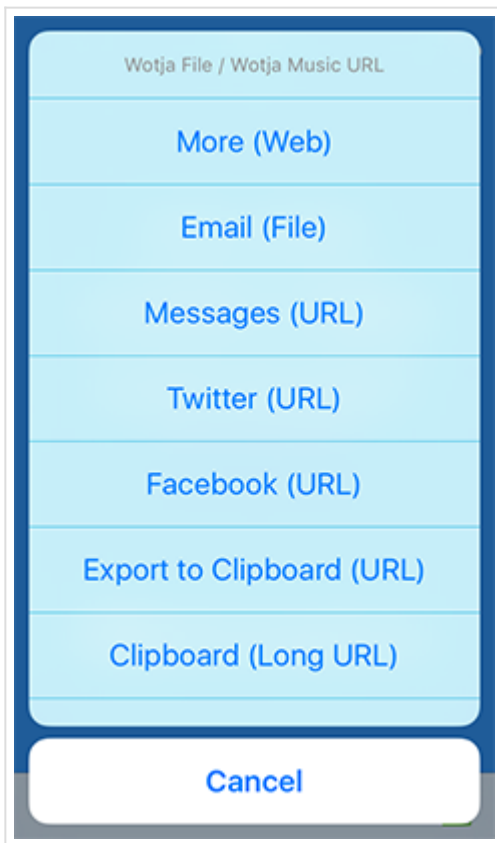 Wotja File / Wotja Music URL
More (Web)
Email (File)
Messages (URL)
Twitter (URL)
Facebook (URL)
Export to Clipboard (URL)
Clipboard (Long URL)
Cancel